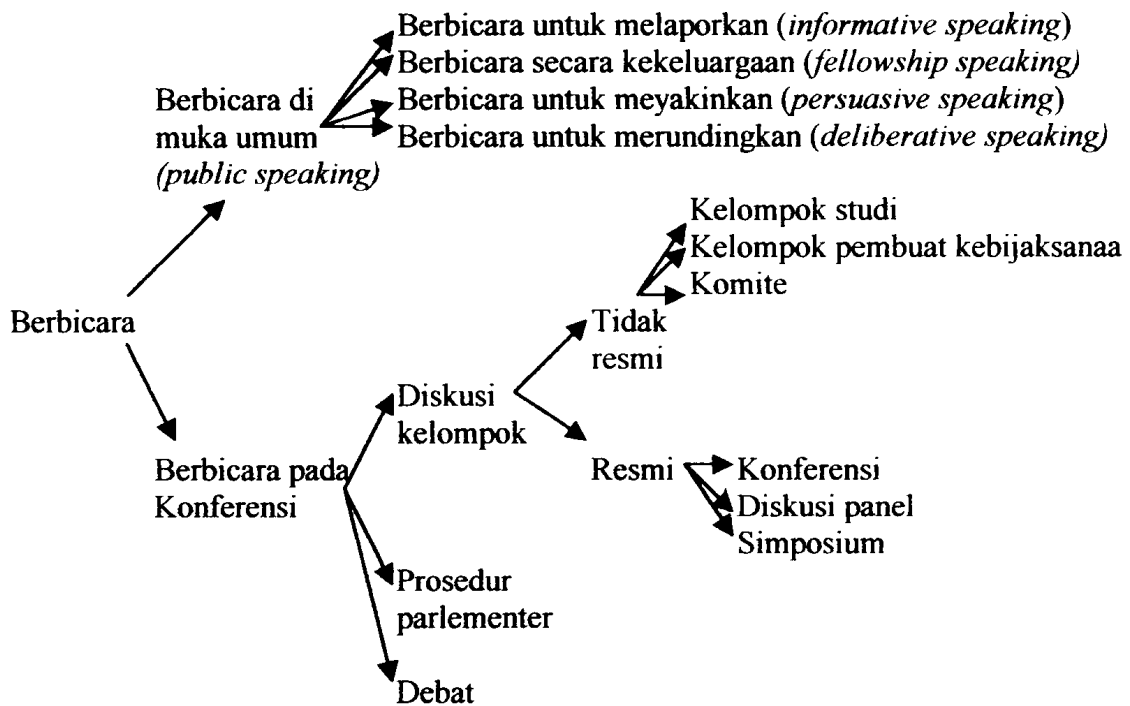 Berbicara untuk melaporkan (informative speaking)
Berbicara secara kekeluargaan (fellowship speaking)
Berbicara untuk meyakinkan (persuasive speaking)
Berbicara untuk merundingkan (deliberative speaking)
Berbicara di
muka umum
(public speaking)
Kelompok studi
Kelompok pembuat kebijaksanaa
Komite
Berbicara
Tidak
resmi
Diskusi
kelompok
Berbicara pada
Konferensi
Resmi
Konferensi
Diskusi panel
Simposium
Prosedur
parlementer
Debat